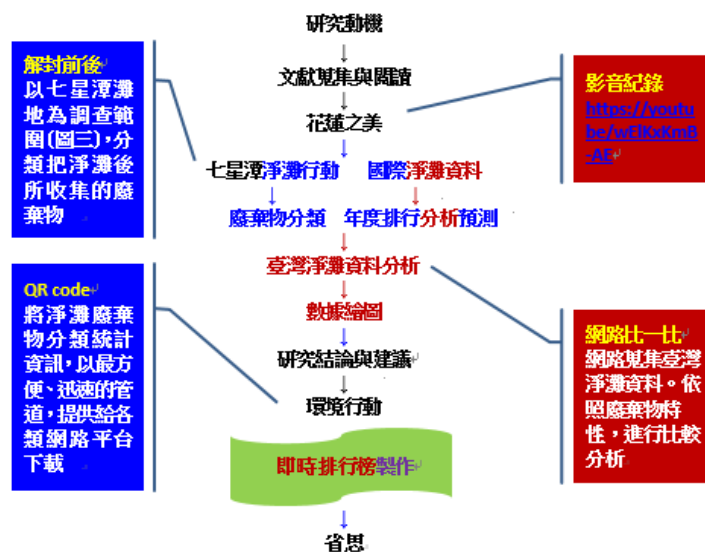 研究動機
文獻蒐集與閱讀
花蓮之美
七星潭淨灘行動 國際淨灘資料
廢棄物分類 年度排行分析預測
臺灣淨灘資料分析
數據繪圖
研究結論與建議
環境行動
即時排行榜製作
省思
解封前後
以七星潭灘
地為調查範
圍(圖三),分
類把淨灘後
所收集的廢
棄物
QR code
將淨灘廢棄
物分類統計
資訊,以最方
便、迅速的管
道,提供給各
類網路平台
下載
影音紀錄
https://youtu
be/wElKxKmB
-AE
網路比一比
網路蒐集臺灣
淨灘資料。依
照廢棄物特
性,進行比較
分析